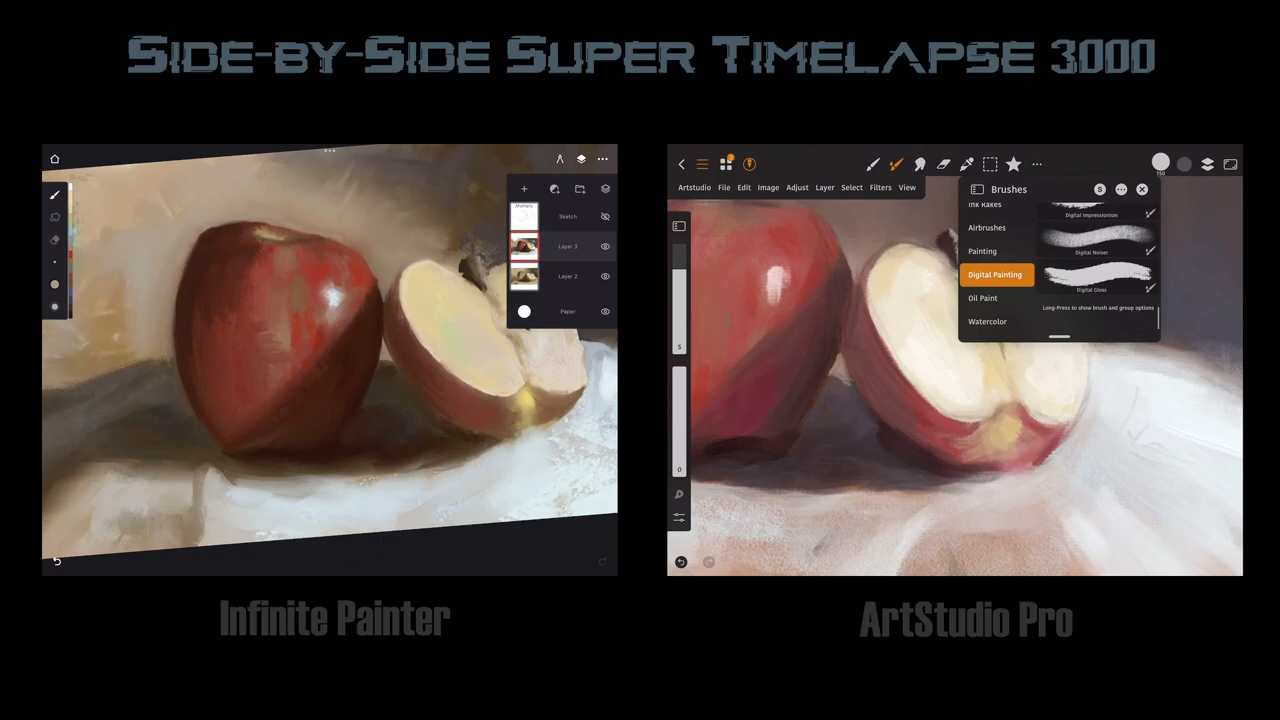 Side-by-Side Super Timelapse 3000
Multiply
Sketch
Layer 3
Layer 2
Paper
150
Artstudio File Edit Image Adjust Layer Select Filters View
Brushes
S
Ink Rakes
Airbrushes
Painting
Digital Painting
Oil Paint
Watercolor
Digital Impressionism
Digital Noiser
Digital Gloss
Long-Press to show brush and group options
S
O
Infinite Painter
ArtStudio Pro